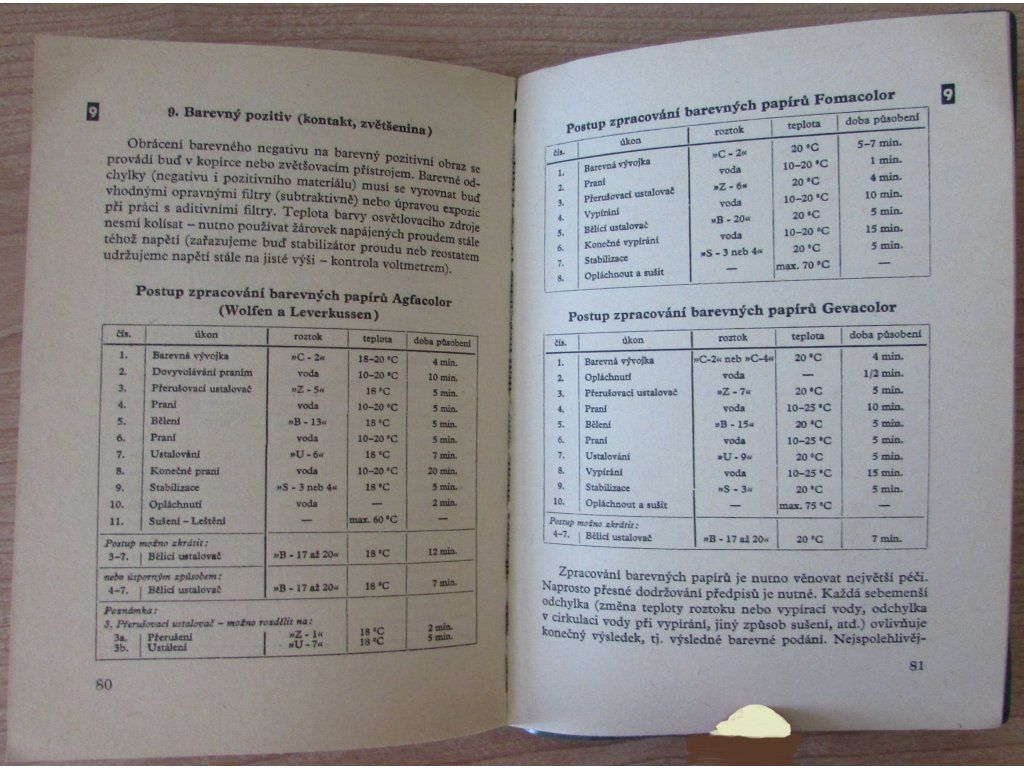 9
9. Barevný pozitiv (kontakt, zvětšenina)
Obrácení barevného negativu na barevný pozitivní obraz se
provádí buď v kopírce nebo zvětšovacím přístrojem. Barevné od-
chylky (negativu i pozitivního materiálu) musí se vyrovnat buď
vhodnými opravnými filtry (subtraktivně) nebo úpravou expozic
při práci s aditivními filtry. Teplota barvy osvětlovacího zdroje
nesmí kolísat – nutno používat žárovek napájených proudem stále
téhož napětí (zařazujeme buď stabilizátor proudu neb reostatem
udržujeme napětí stále na jisté výši – kontrola voltmetrem).
Postup zpracování barevných papírů Agfacolor
(Wolfen a Leverkussen)
čís. úkon roztok teplota doba působení
1. Barevná vývojka »C - 2« 18–20 °C 4 min.
2. Dovyvolávání praním voda 10–20 °C 10 min.
3. Přerušovací ustalovač »Z - 5« 18 °C 5 min.
4. Praní voda 10–20 °C 5 min.
5. Bělení »B - 13« 18 °C 5 min.
6. Praní voda 10–20 °C 5 min.
7. Ustalování »U - 6« 18 °C 7 min.
8. Konečné praní voda 10–20 °C 20 min.
9. Stabilizace »S - 3 neb 4« 18 °C 5 min.
10. Opláchnutí voda — 2 min.
11. Sušení – Leštění — max. 60 °C —
Postup možno zkrátit:
3–7. Bělicí ustalovač »B - 17 až 20« 18 °C 12 min.
nebo úsporným způsobem:
4–7. Bělicí ustalovač »B - 17 až 20« 18 °C 7 min.
Poznámka:
3. Přerušovací ustalovač – možno rozdělit na:
3a. Přerušení »Z - 1« 18 °C 2 min.
3b. Ustálení »U - 7« 18 °C 5 min.
80
9
Postup zpracování barevných papírů Fomacolor
čís. úkon roztok teplota doba působení
1. Barevná vývojka »C - 2« 20 °C 5–7 min.
2. Praní voda 10–20 °C 1 min.
3. Přerušovací ustalovač »Z - 6« 20 °C 4 min.
4. Vypírání voda 10–20 °C 10 min.
5. Bělicí ustalovač »B - 20« 20 °C 5 min.
6. Konečné vypírání voda 10–20 °C 15 min.
7. Stabilizace »S - 3 neb 4« 20 °C 5 min.
8. Opláchnout a sušit — max. 70 °C —
Postup zpracování barevných papírů Gevacolor
čís. úkon roztok teplota doba působení
1. Barevná vývojka »C-2« neb »C-4« 20 °C 4 min.
2. Opláchnutí voda — 1/2 min.
3. Přerušovací ustalovač »Z - 7« 20 °C 5 min.
4. Praní voda 10–25 °C 10 min.
5. Bělení »B - 15« 20 °C 5 min.
6. Praní voda 10–25 °C 5 min.
7. Ustalování »U - 9« 20 °C 5 min.
8. Vypírání voda 10–25 °C 15 min.
9. Stabilizace »S - 3« 20 °C 5 min.
10. Opláchnout a sušit — max. 75 °C —
Postup možno zkrátit:
4–7. Bělicí ustalovač »B - 17 až 20« 20 °C 7 min.
Zpracování barevných papírů je nutno věnovat největší péči.
Naprosto přesné dodržování předpisů je nutné. Každá sebemenší
odchylka (změna teploty roztoku nebo vypírací vody, odchylka
v cirkulaci vody při vypírání, jiný způsob sušení, atd.) ovlivňuje
konečný výsledek, tj. výsledné barevné podání. Nejspolehlivěj-
81